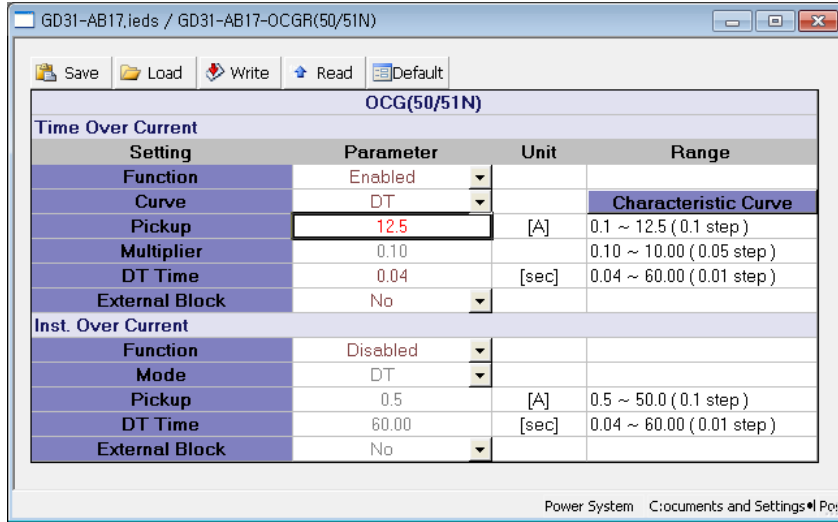 GD31-AB17,ieds / GD31-AB17-OCGR(50/51N)
Save Load Write Read Default
OCG(50/51N)
Time Over Current
Setting Parameter Unit Range
Function Enabled
Curve DT Characteristic Curve
Pickup 12.5 [A] 0.1 ~ 12.5 ( 0.1 step )
Multiplier 0.10 0.10 ~ 10.00 ( 0.05 step )
DT Time 0.04 [sec] 0.04 ~ 60.00 ( 0.01 step )
External Block No
Inst. Over Current
Function Disabled
Mode DT
Pickup 0.5 [A] 0.5 ~ 50.0 ( 0.1 step )
DT Time 60.00 [sec] 0.04 ~ 60.00 ( 0.01 step )
External Block No
Power System C:ocuments and Settings